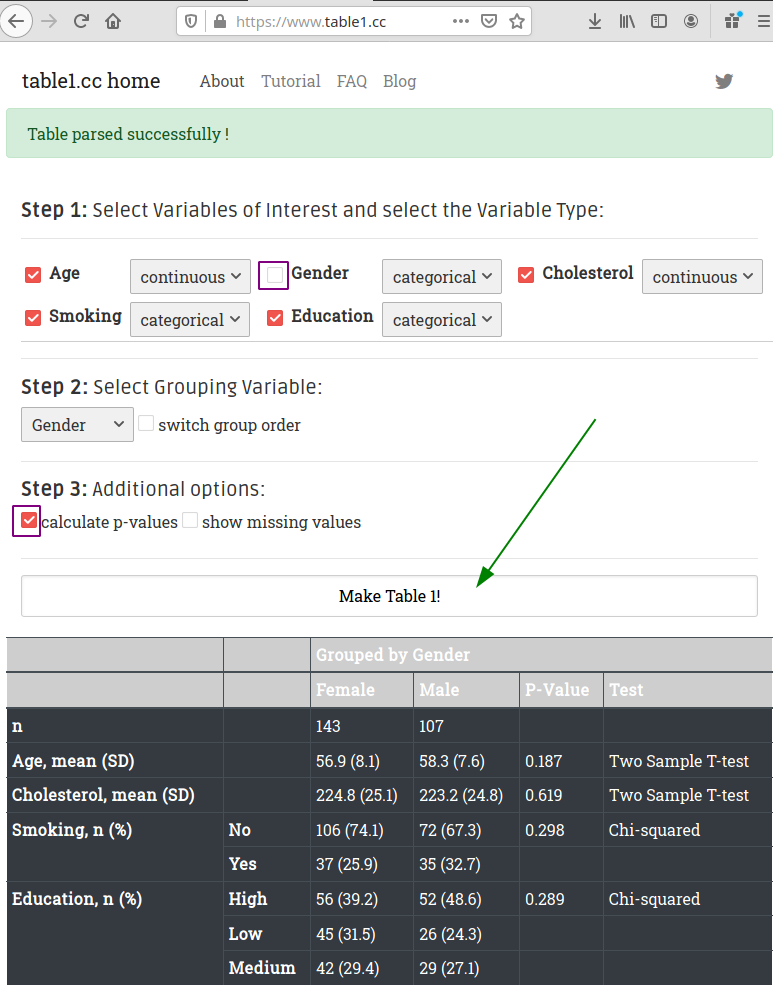 https://www.table1.cc
table1.cc home About Tutorial FAQ Blog
Table parsed successfully !
Step 1: Select Variables of Interest and select the Variable Type:
Age continuous Gender categorical Cholesterol continuous
Smoking categorical Education categorical
Step 2: Select Grouping Variable:
Gender switch group order
Step 3: Additional options:
calculate p-values show missing values
Make Table 1!
Grouped by Gender
Female Male P-Value Test
n 143 107
Age, mean (SD) 56.9 (8.1) 58.3 (7.6) 0.187 Two Sample T-test
Cholesterol, mean (SD) 224.8 (25.1) 223.2 (24.8) 0.619 Two Sample T-test
Smoking, n (%) No 106 (74.1) 72 (67.3) 0.298 Chi-squared
Yes 37 (25.9) 35 (32.7)
Education, n (%) High 56 (39.2) 52 (48.6) 0.289 Chi-squared
Low 45 (31.5) 26 (24.3)
Medium 42 (29.4) 29 (27.1)